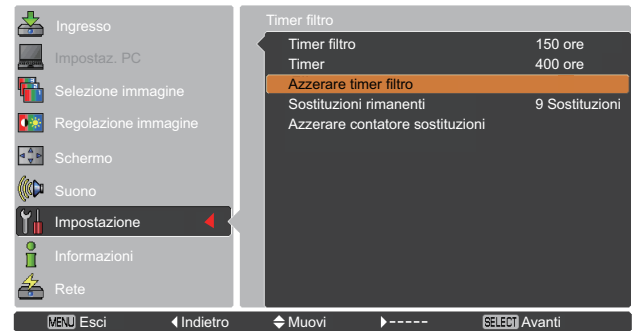 Ingresso
Impostaz. PC
Selezione immagine
Regolazione immagine
Schermo
Suono
Impostazione
Informazioni
Rete
Timer filtro
Timer filtro 150 ore
Timer 400 ore
Azzerare timer filtro
Sostituzioni rimanenti 9 Sostituzioni
Azzerare contatore sostituzioni
MENU Esci Indietro Muovi ----- SELECT Avanti